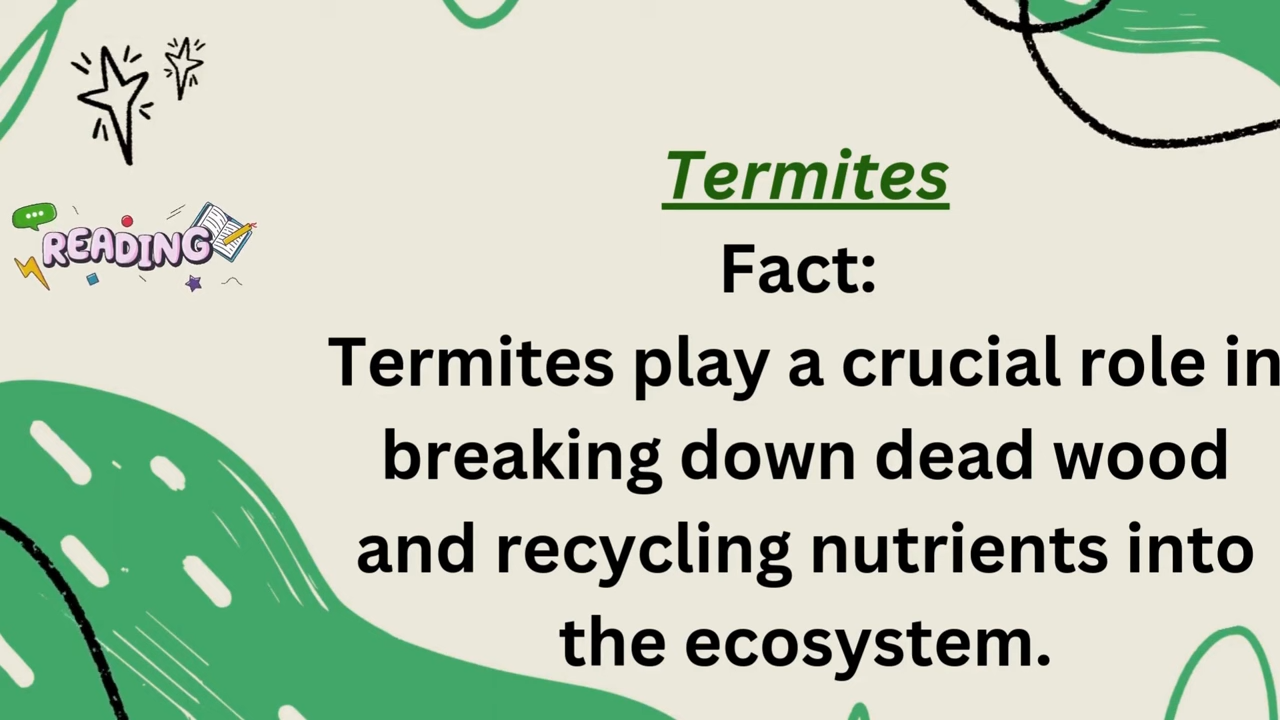 Termites
READING
Fact:
Termites play a crucial role in
breaking down dead wood
and recycling nutrients into
the ecosystem.